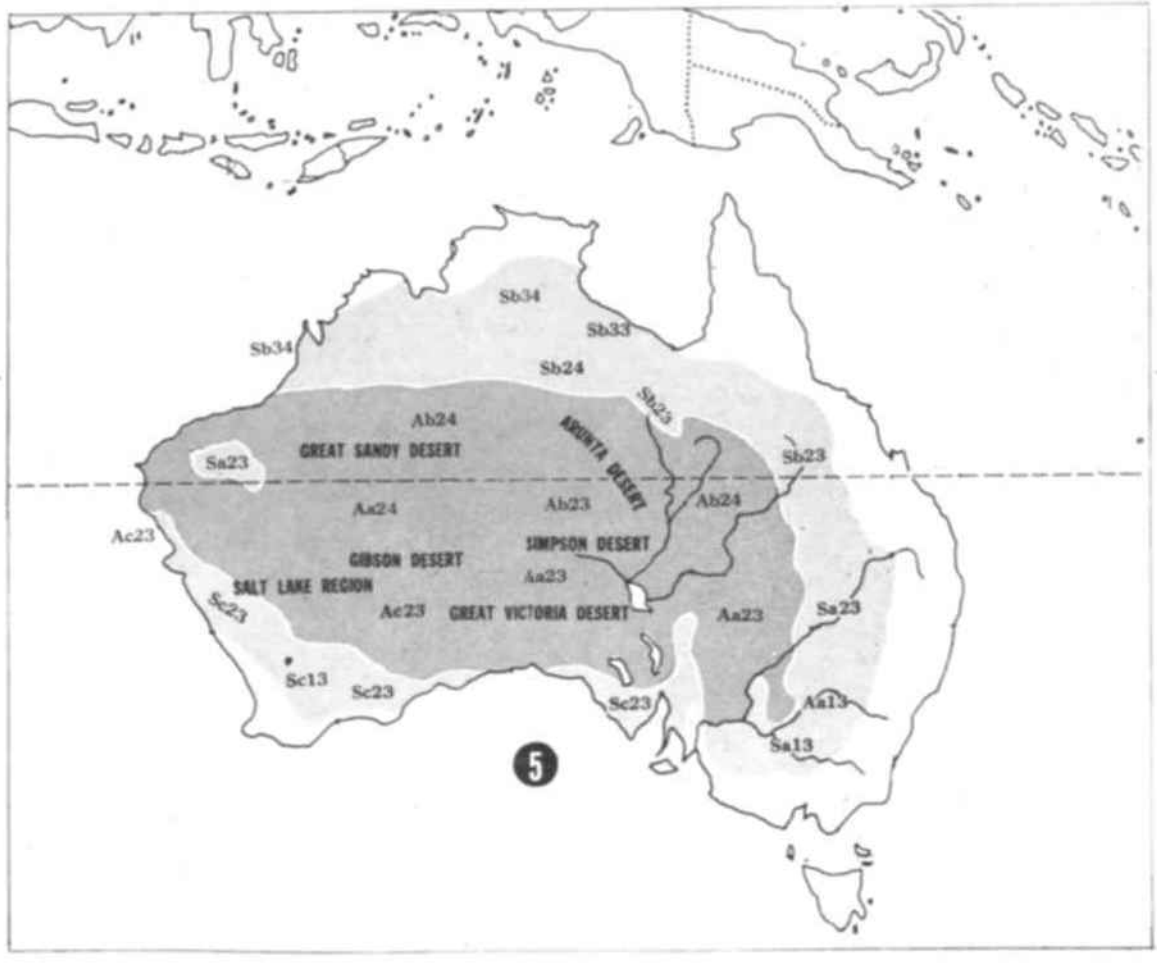 Sb34
Sb33
Sb34
Sb24
Sb23
Ab24
ARUNTA DESERT
GREAT SANDY DESERT
Sa23
Sb23
Ab24
Aa24
Ab23
Ac23
SIMPSON DESERT
GIBSON DESERT
Aa23
SALT LAKE REGION
Sc23
Ac23
GREAT VICTORIA DESERT
Aa23
Sa23
Sc13
Sc23
Sc23
Aa13
Sa13
5